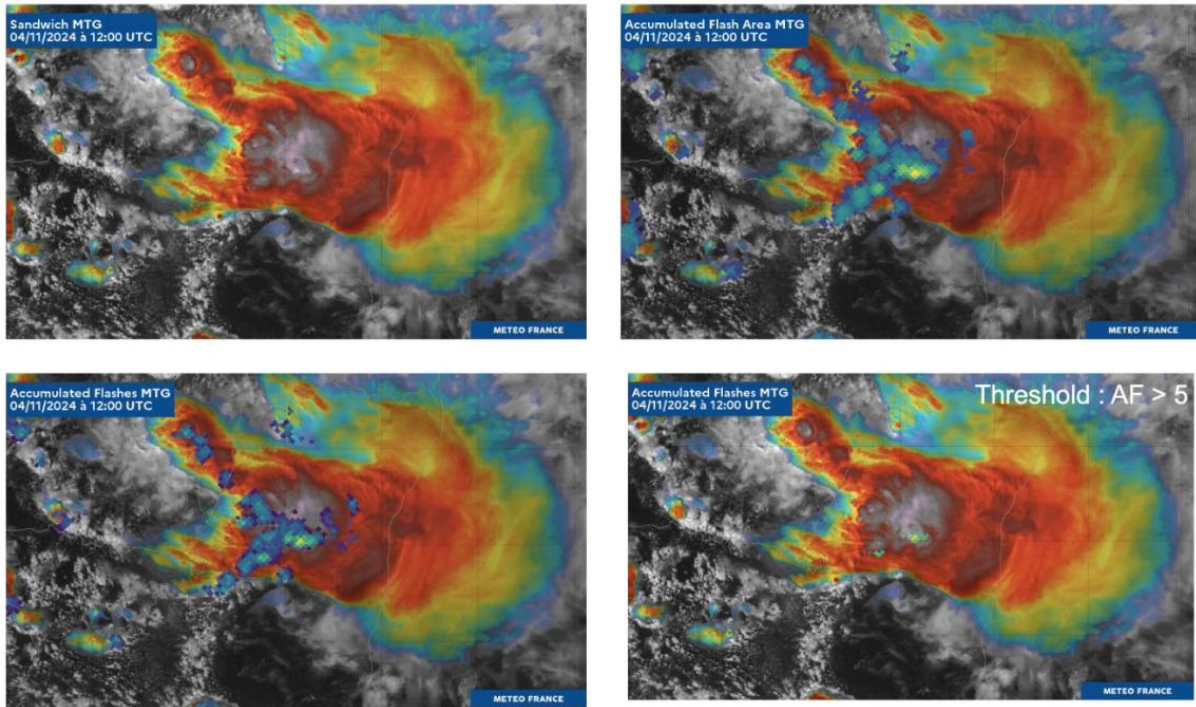 Sandwich MTG
04/11/2024 à 12:00 UTC
METEO FRANCE
Accumulated Flash Area MTG
04/11/2024 à 12:00 UTC
METEO FRANCE
Accumulated Flashes MTG
04/11/2024 à 12:00 UTC
METEO FRANCE
Accumulated Flashes MTG
04/11/2024 à 12:00 UTC
Threshold : AF > 5
METEO FRANCE